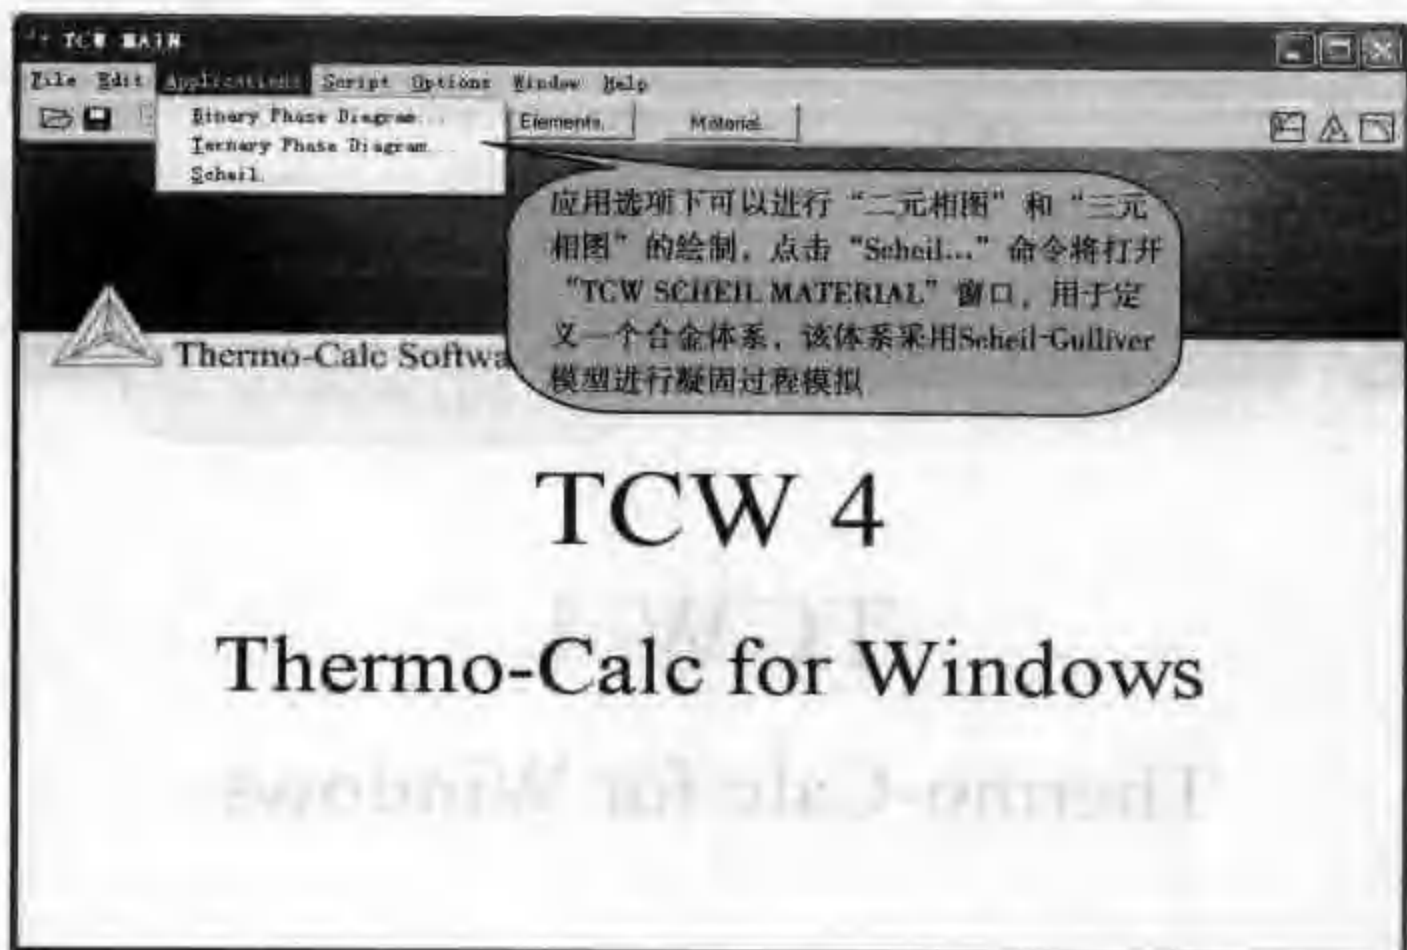 TCW MAIN
File Edit Applications Script Options Window Help
Binary Phase Diagram...
Ternary Phase Diagram...
Scheil.
Elements..
Material..
应用选项下可以进行“二元相图”和“三元
相图”的绘制，点击“Scheil...”命令将打开
“TCW SCHEIL MATERIAL”窗口，用于定
义一个合金体系，该体系采用Scheil-Gulliver
模型进行凝固过程模拟
Thermo-Calc Softwa
TCW 4
Thermo-Calc for Windows